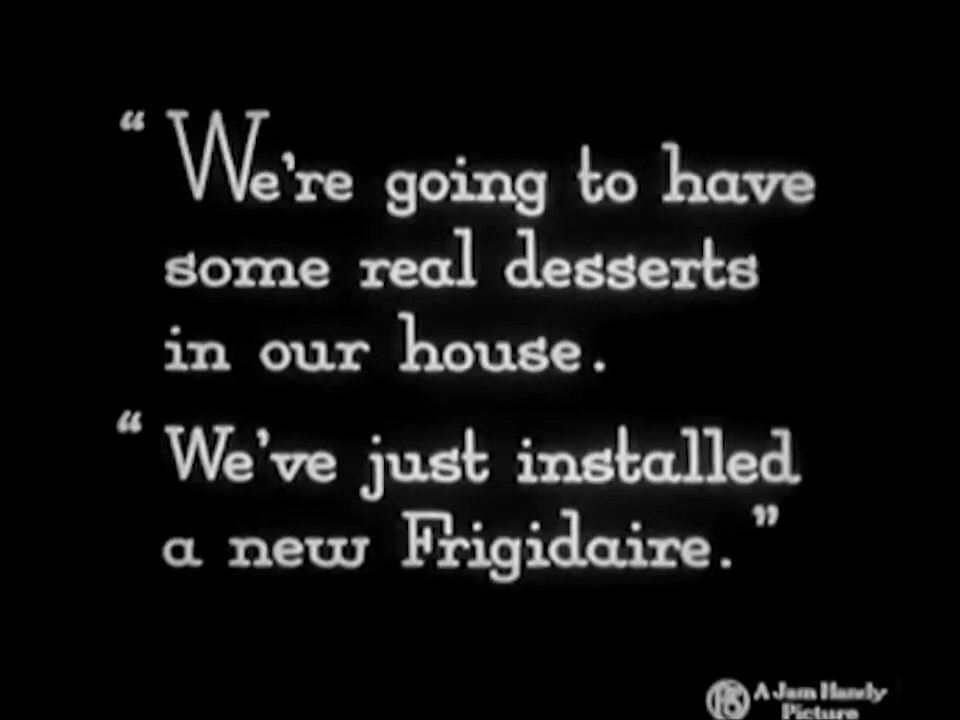 “We're going to have
some real desserts
in our house.
“We've just installed
a new Frigidaire.”
A Jam Handy
Picture